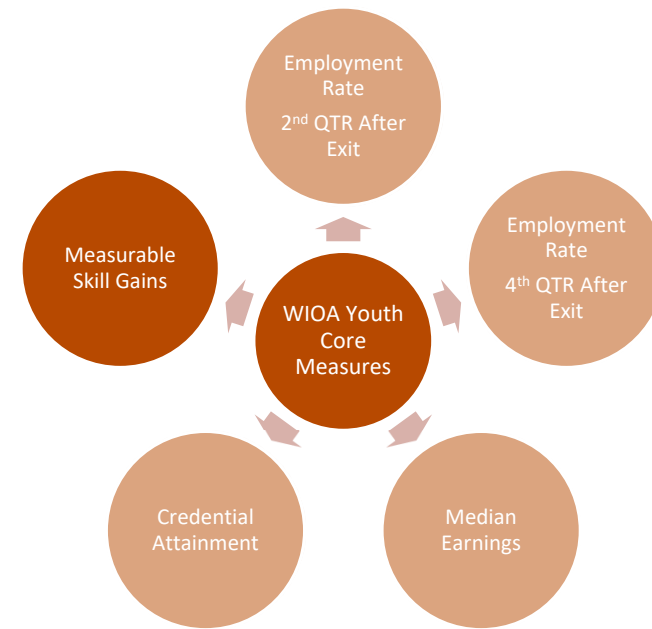 Employment
Rate
2nd QTR After
Exit
Employment
Rate
4th QTR After
Exit
Measurable
Skill Gains
WIOA Youth
Core
Measures
Credential
Attainment
Median
Earnings